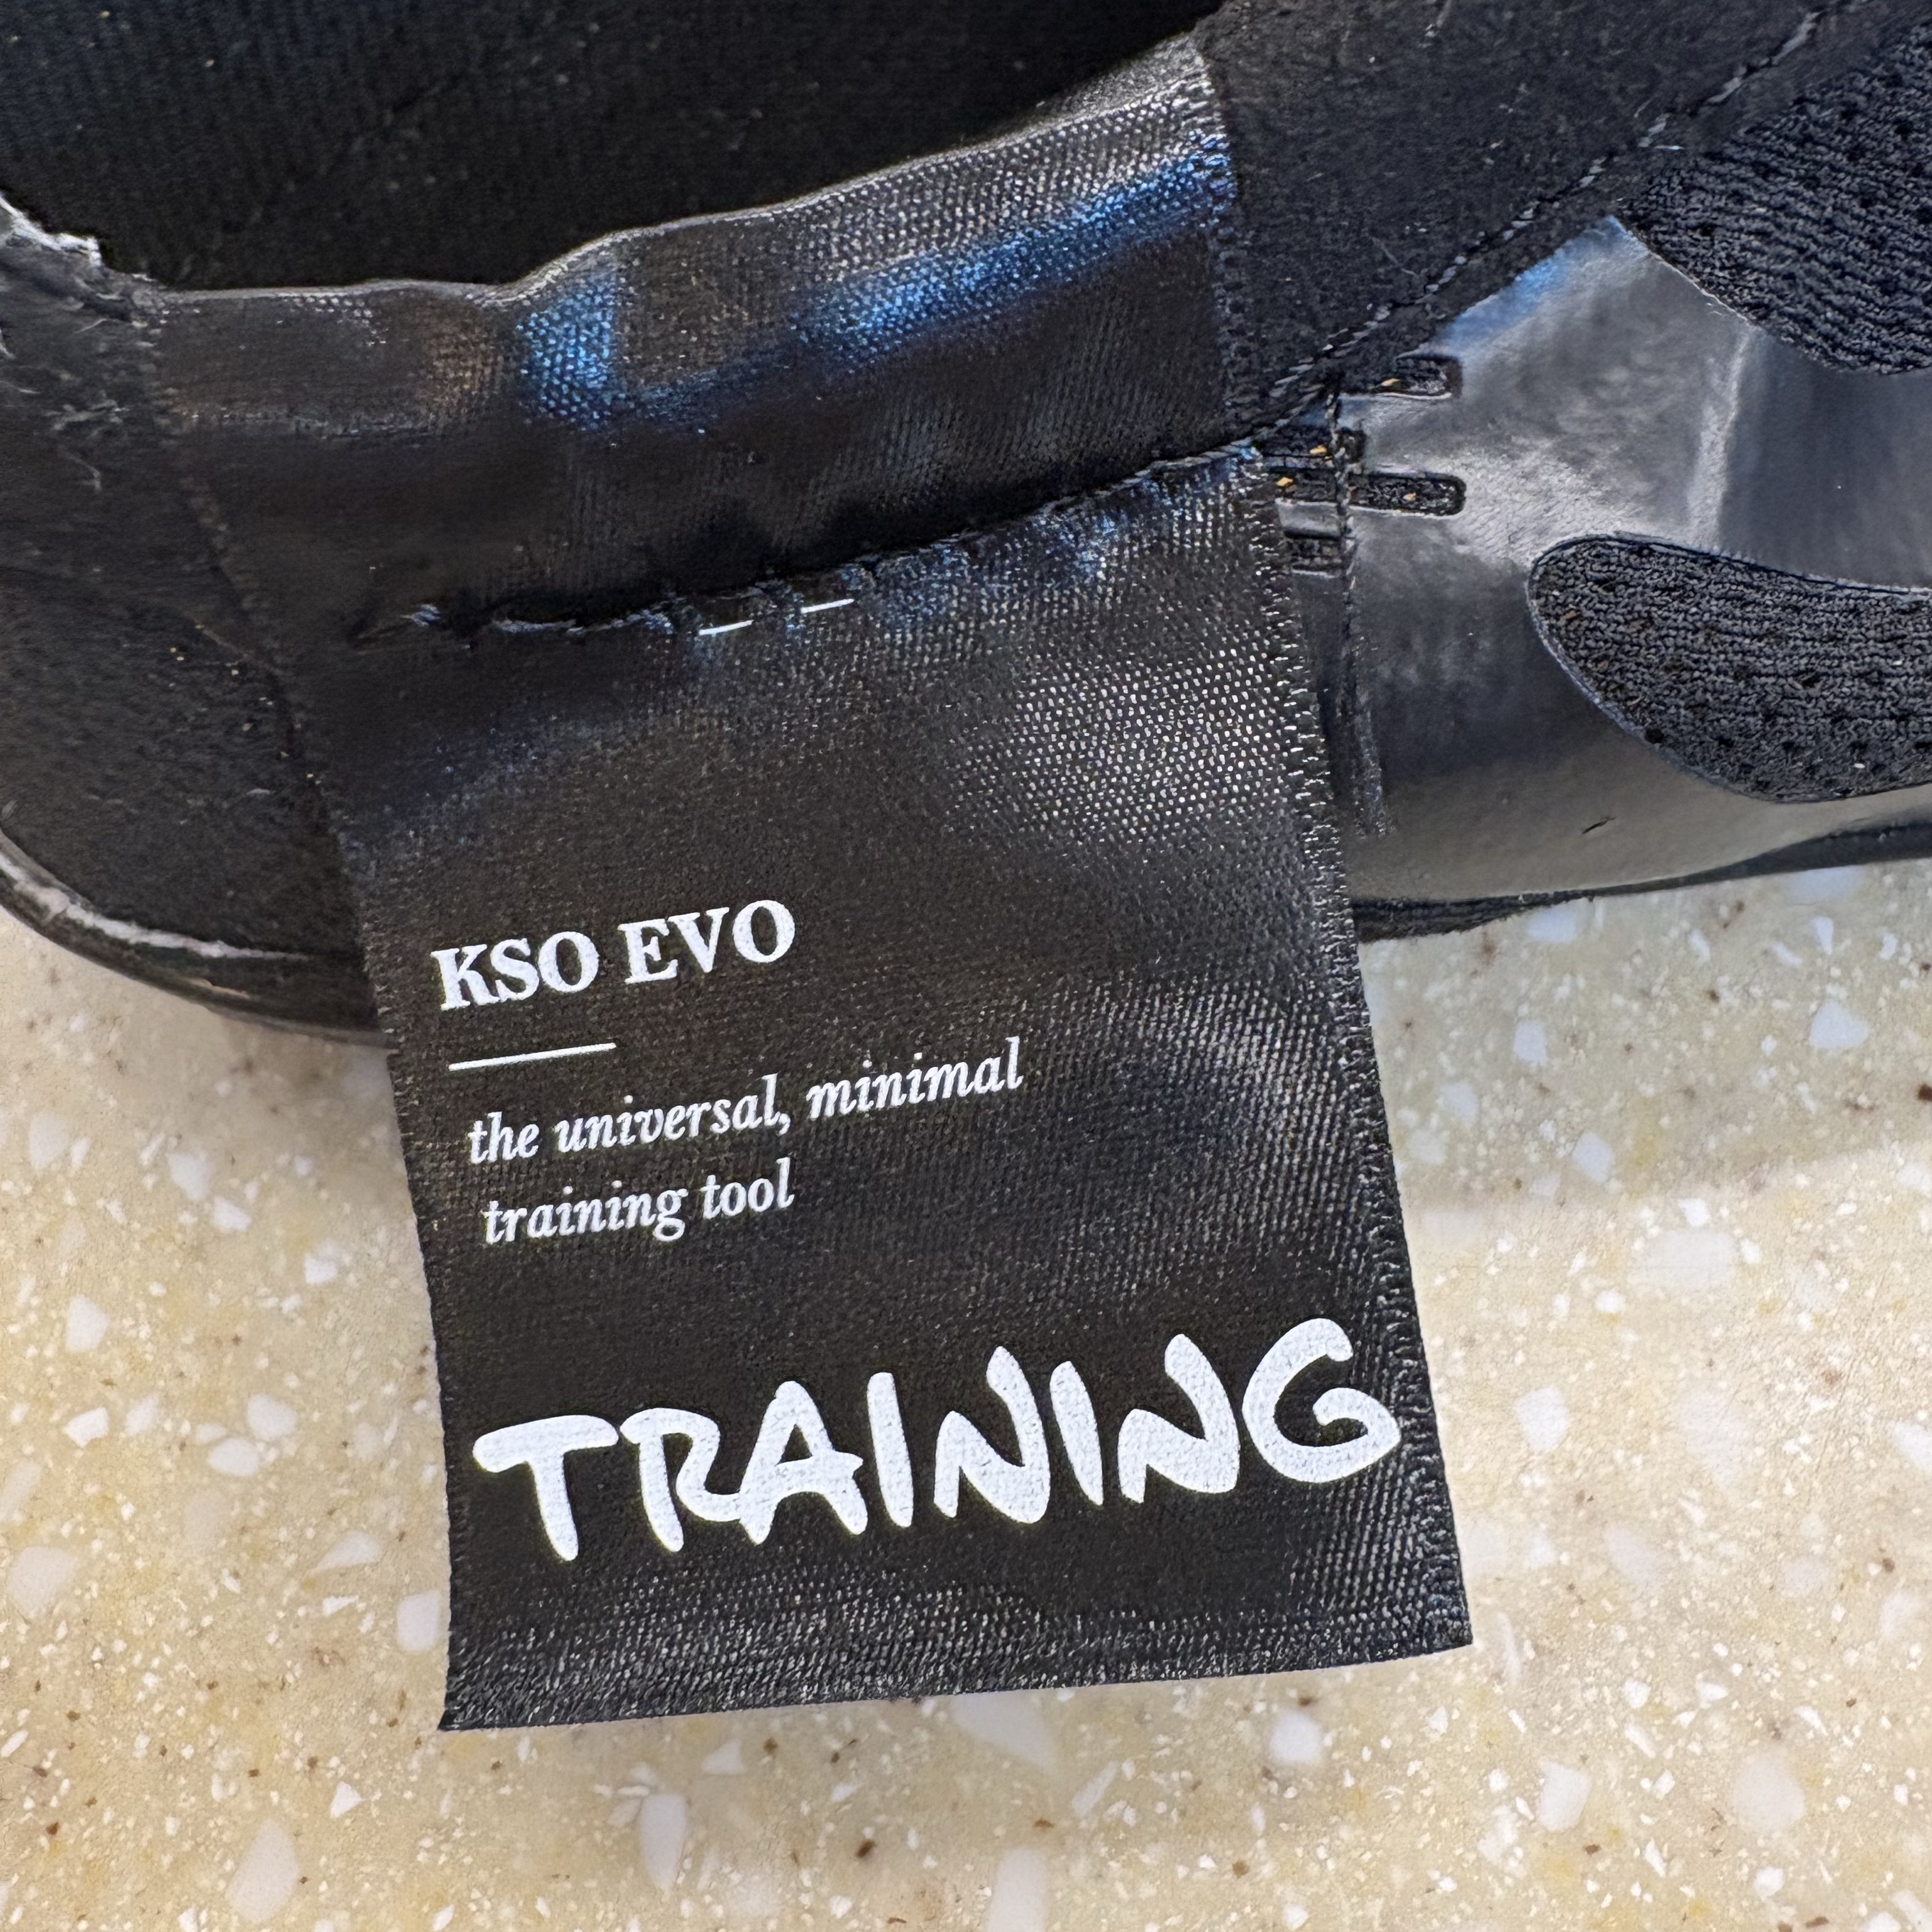 KSO EVO
the universal, minimal
training tool
TRAINING